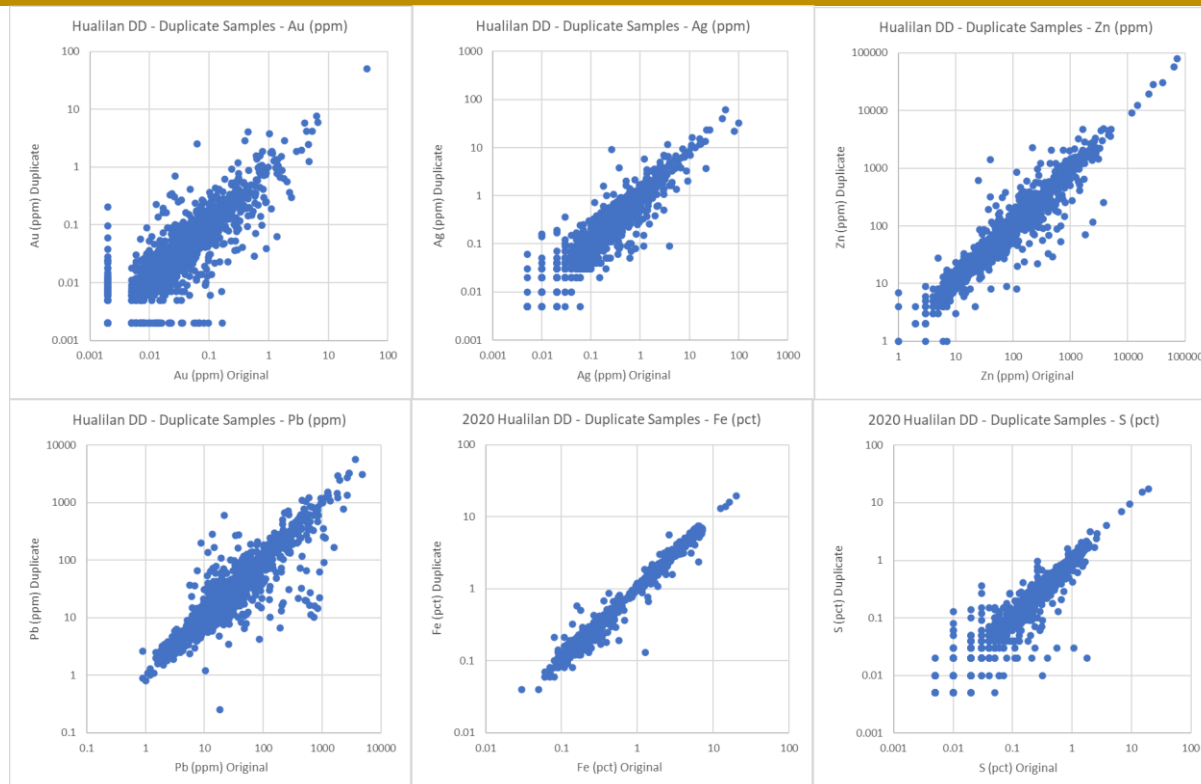 Hualilan DD - Duplicate Samples - Au (ppm)
100
10
1
0.1
0.01
0.001
Au (ppm) Duplicate
0.001 0.01 0.1 1 10 100
Au (ppm) Original
Hualilan DD - Duplicate Samples - Ag (ppm)
1000
100
10
1
0.1
0.01
0.001
Ag (ppm) Duplicate
0.001 0.01 0.1 1 10 100 1000
Ag (ppm) Original
Hualilan DD - Duplicate Samples - Zn (ppm)
100000
10000
1000
100
10
1
Zn (ppm) Duplicate
1 10 100 1000 10000 100000
Zn (ppm) Original
Hualilan DD - Duplicate Samples - Pb (ppm)
10000
1000
100
10
1
0.1
Pb (ppm) Duplicate
0.1 1 10 100 1000 10000
Pb (ppm) Original
2020 Hualilan DD - Duplicate Samples - Fe (pct)
100
10
1
0.1
0.01
Fe (pct) Duplicate
0.01 0.1 1 10 100
Fe (pct) Original
2020 Hualilan DD - Duplicate Samples - S (pct)
100
10
1
0.1
0.01
0.001
S (pct) Duplicate
0.001 0.01 0.1 1 10 100
S (pct) Original